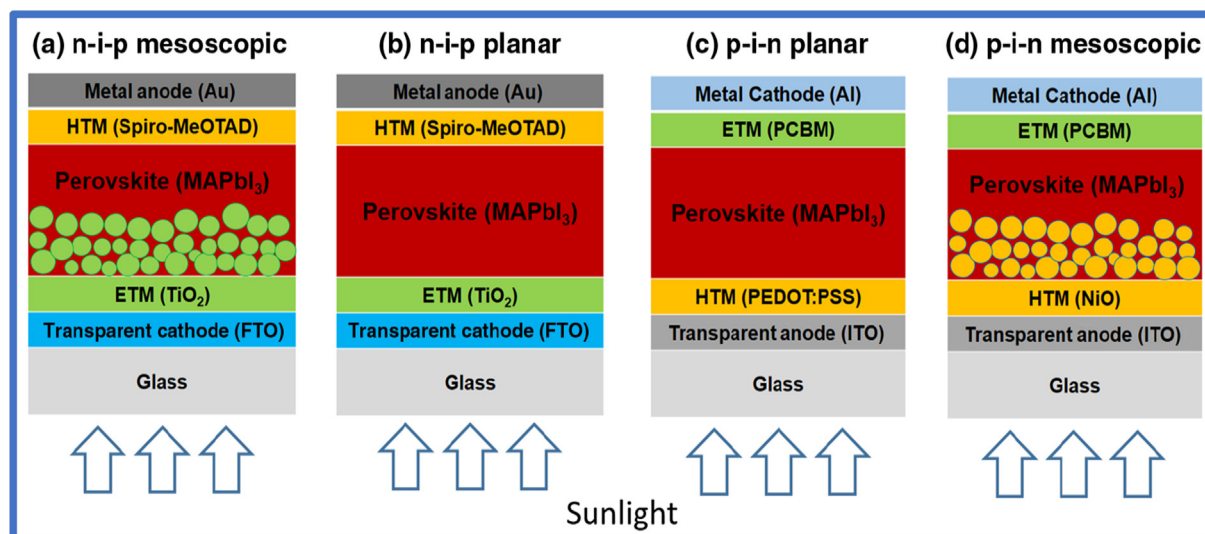 (a) n-i-p mesoscopic
Metal anode (Au)
HTM (Spiro-MeOTAD)
Perovskite (MAPbI₃)
ETM (TiO₂)
Transparent cathode (FTO)
Glass
(b) n-i-p planar
Metal anode (Au)
HTM (Spiro-MeOTAD)
Perovskite (MAPbI₃)
ETM (TiO₂)
Transparent cathode (FTO)
Glass
(c) p-i-n planar
Metal Cathode (Al)
ETM (PCBM)
Perovskite (MAPbI₃)
HTM (PEDOT:PSS)
Transparent anode (ITO)
Glass
(d) p-i-n mesoscopic
Metal Cathode (Al)
ETM (PCBM)
Perovskite (MAPbI₃)
HTM (NiO)
Transparent anode (ITO)
Glass
Sunlight